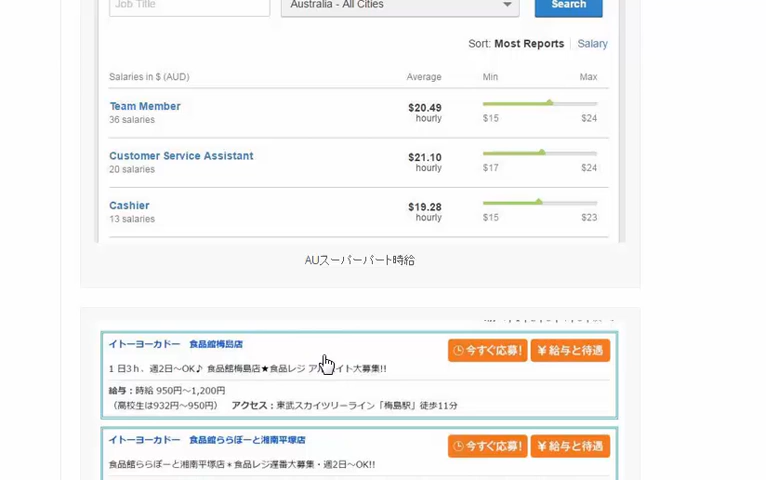 Job Title
Australia - All Cities
Search
Sort: Most Reports | Salary
Salaries in $ (AUD)
Average
Min
Max
Team Member
36 salaries
$20.49
hourly
$15
$24
Customer Service Assistant
20 salaries
$21.10
hourly
$17
$24
Cashier
13 salaries
$19.28
hourly
$15
$23
AUスーパーパート時給
イトーヨーカドー 食品館梅島店
今すぐ応募!
¥給与と待遇
1日3h、週2日~OK♪ 食品館梅島店★食品レジ アルバイト大募集!!
給与:時給 950円~1,200円
(高校生は932円~950円) アクセス:東武スカイツリーライン「梅島駅」徒歩11分
イトーヨーカドー 食品館ららぽーと湘南平塚店
今すぐ応募!
¥給与と待遇
食品館ららぽーと湘南平塚店*食品レジ遅番大募集・週2日~OK!!